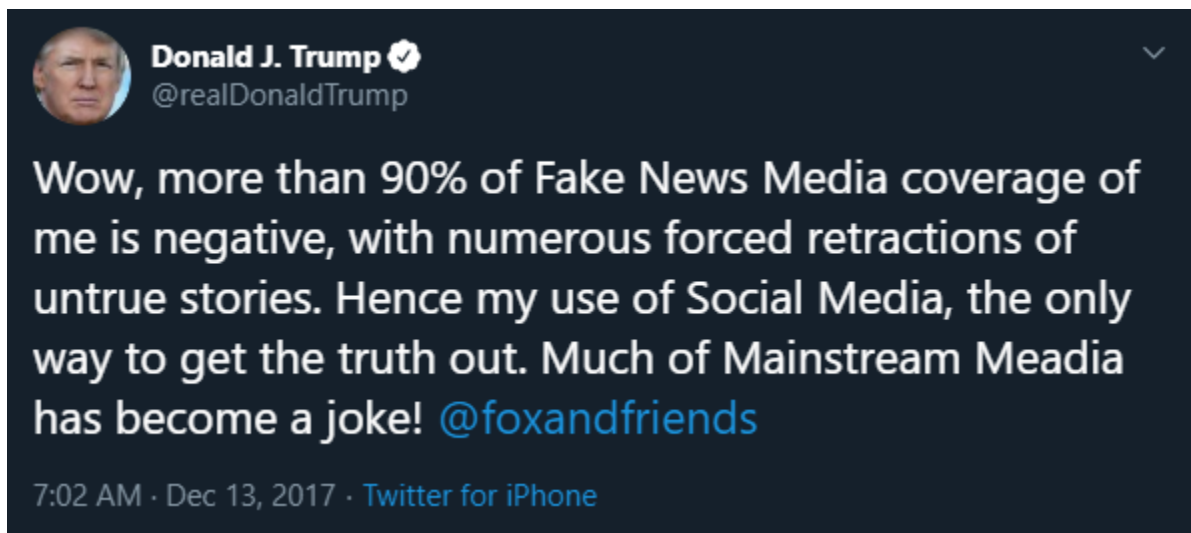 Donald J. Trump
@realDonaldTrump
Wow, more than 90% of Fake News Media coverage of
me is negative, with numerous forced retractions of
untrue stories. Hence my use of Social Media, the only
way to get the truth out. Much of Mainstream Meadia
has become a joke! @foxandfriends
7:02 AM · Dec 13, 2017 · Twitter for iPhone